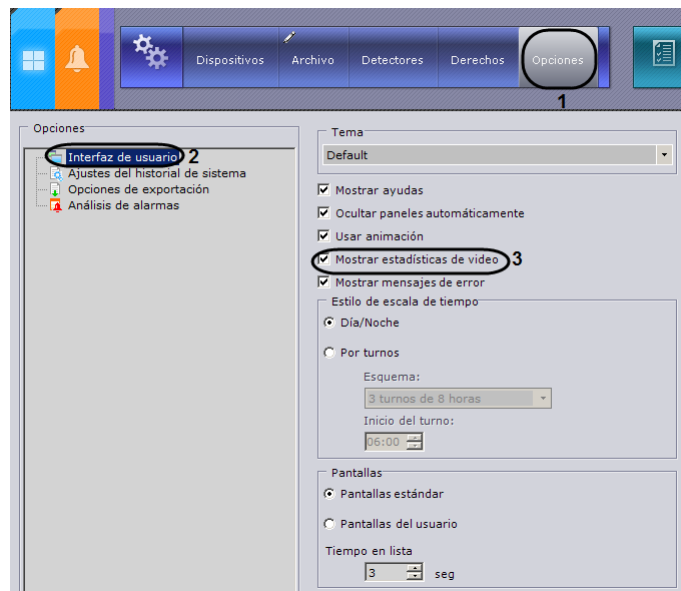 Dispositivos Archivo Detectores Derechos Opciones
1
Opciones
Interfaz de usuario 2
Ajustes del historial de sistema
Opciones de exportación
Análisis de alarmas
Tema
Default
Mostrar ayudas
Ocultar paneles automáticamente
Usar animación
Mostrar estadísticas de video 3
Mostrar mensajes de error
Estilo de escala de tiempo
Día/Noche
Por turnos
Esquema:
3 turnos de 8 horas
Inicio del turno:
06:00
Pantallas
Pantallas estándar
Pantallas del usuario
Tiempo en lista
3 seg